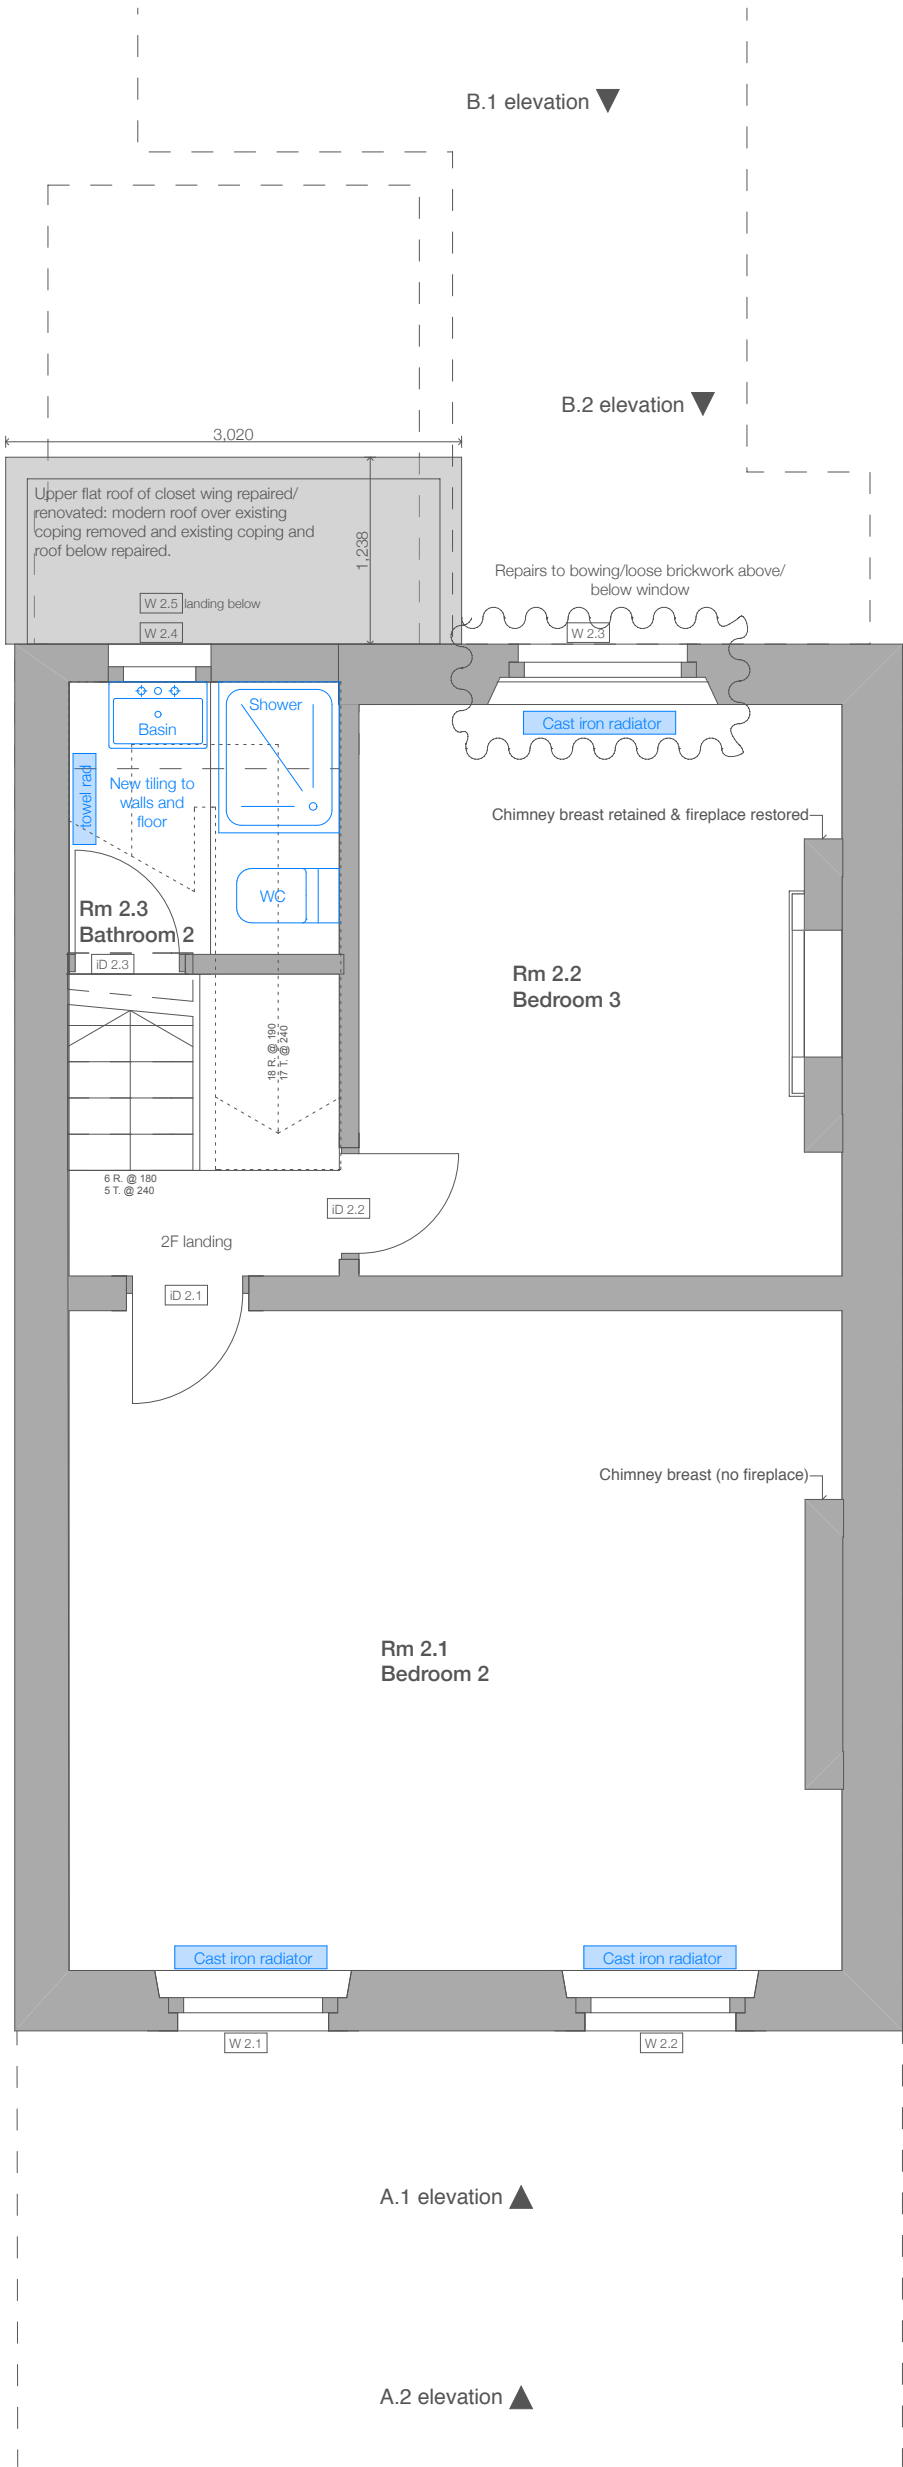 B.1 elevation
B.2 elevation
3,020
Upper flat roof of closet wing repaired/
renovated: modern roof over existing
coping removed and existing coping and
roof below repaired.
1,238
Repairs to bowing/loose brickwork above/
below window
W 2.5 landing below
W 2.4
W 2.3
Shower
Basin
Cast iron radiator
towel rad
New tiling to
walls and
floor
Chimney breast retained & fireplace restored
WC
Rm 2.3
Bathroom 2
iD 2.3
Rm 2.2
Bedroom 3
18 R. @ 190
17 T. @ 240
6 R. @ 180
5 T. @ 240
iD 2.2
2F landing
iD 2.1
Chimney breast (no fireplace)
Rm 2.1
Bedroom 2
Cast iron radiator
Cast iron radiator
W 2.1
W 2.2
A.1 elevation
A.2 elevation